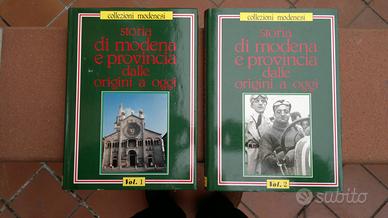 collezioni modenesi
storia
di modena
e provincia
dalle
origini a oggi
Vol. 1
collezioni modenesi
storia
di modena
e provincia
dalle
origini a oggi
Vol. 2
subito